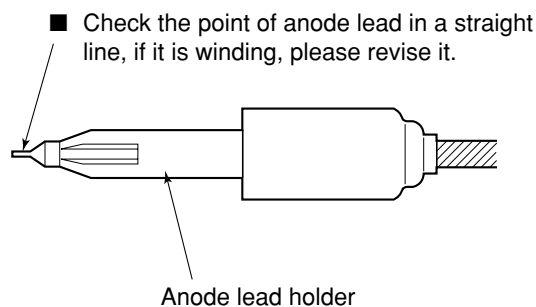 ■ Check the point of anode lead in a straight
line, if it is winding, please revise it.
Anode lead holder